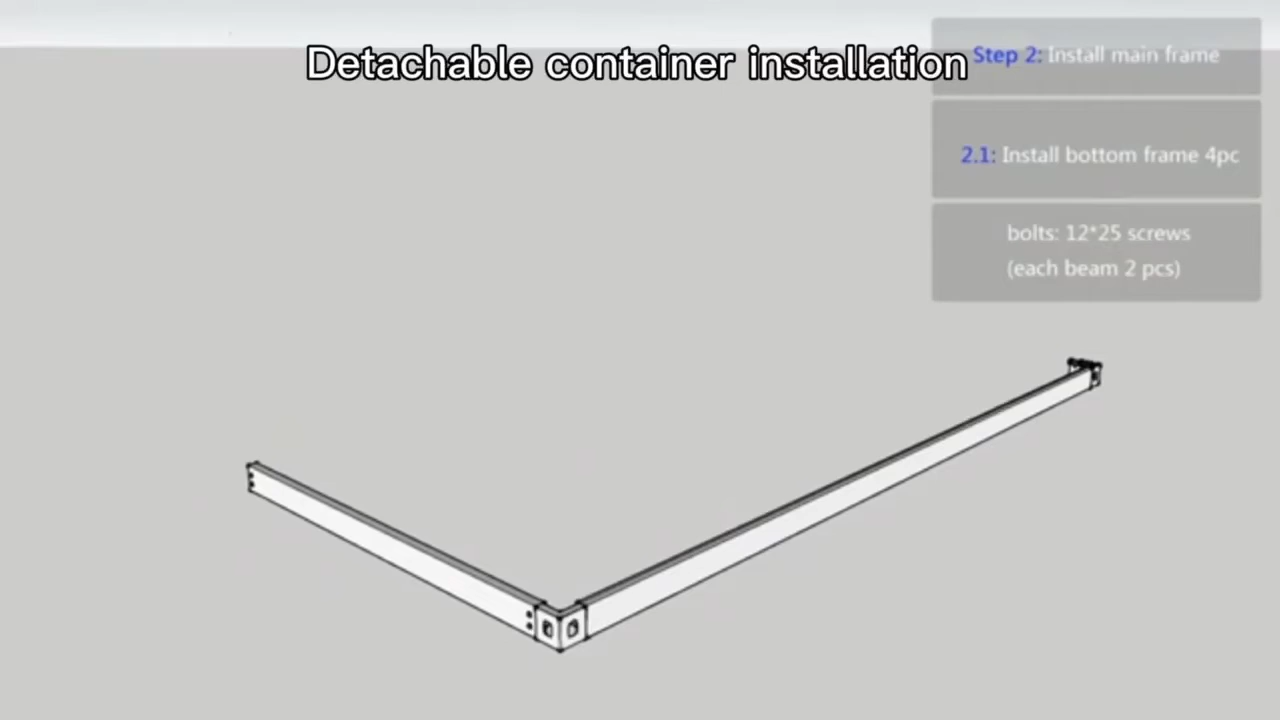 Detachable container installation
Step 2: Install main frame
2.1: Install bottom frame 4pc
bolts: 12*25 screws
(each beam 2 pcs)